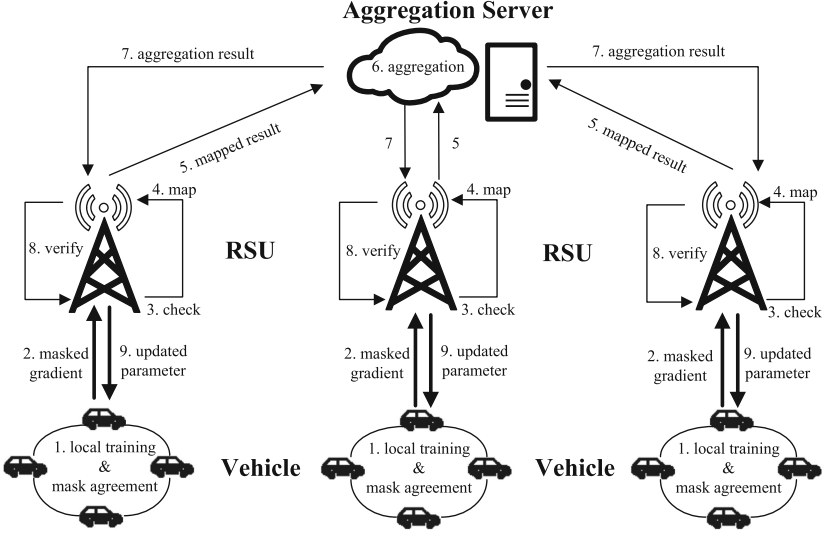 Aggregation Server
7. aggregation result
6. aggregation
7. aggregation result
5. mapped result
7
5
5. mapped result
4. map
4. map
4. map
8. verify
RSU
8. verify
RSU
8. verify
3. check
3. check
3. check
2. masked
gradient
9. updated
parameter
2. masked
gradient
9. updated
parameter
2. masked
gradient
9. updated
parameter
1. local training
&
mask agreement
Vehicle
1. local training
&
mask agreement
Vehicle
1. local training
&
mask agreement